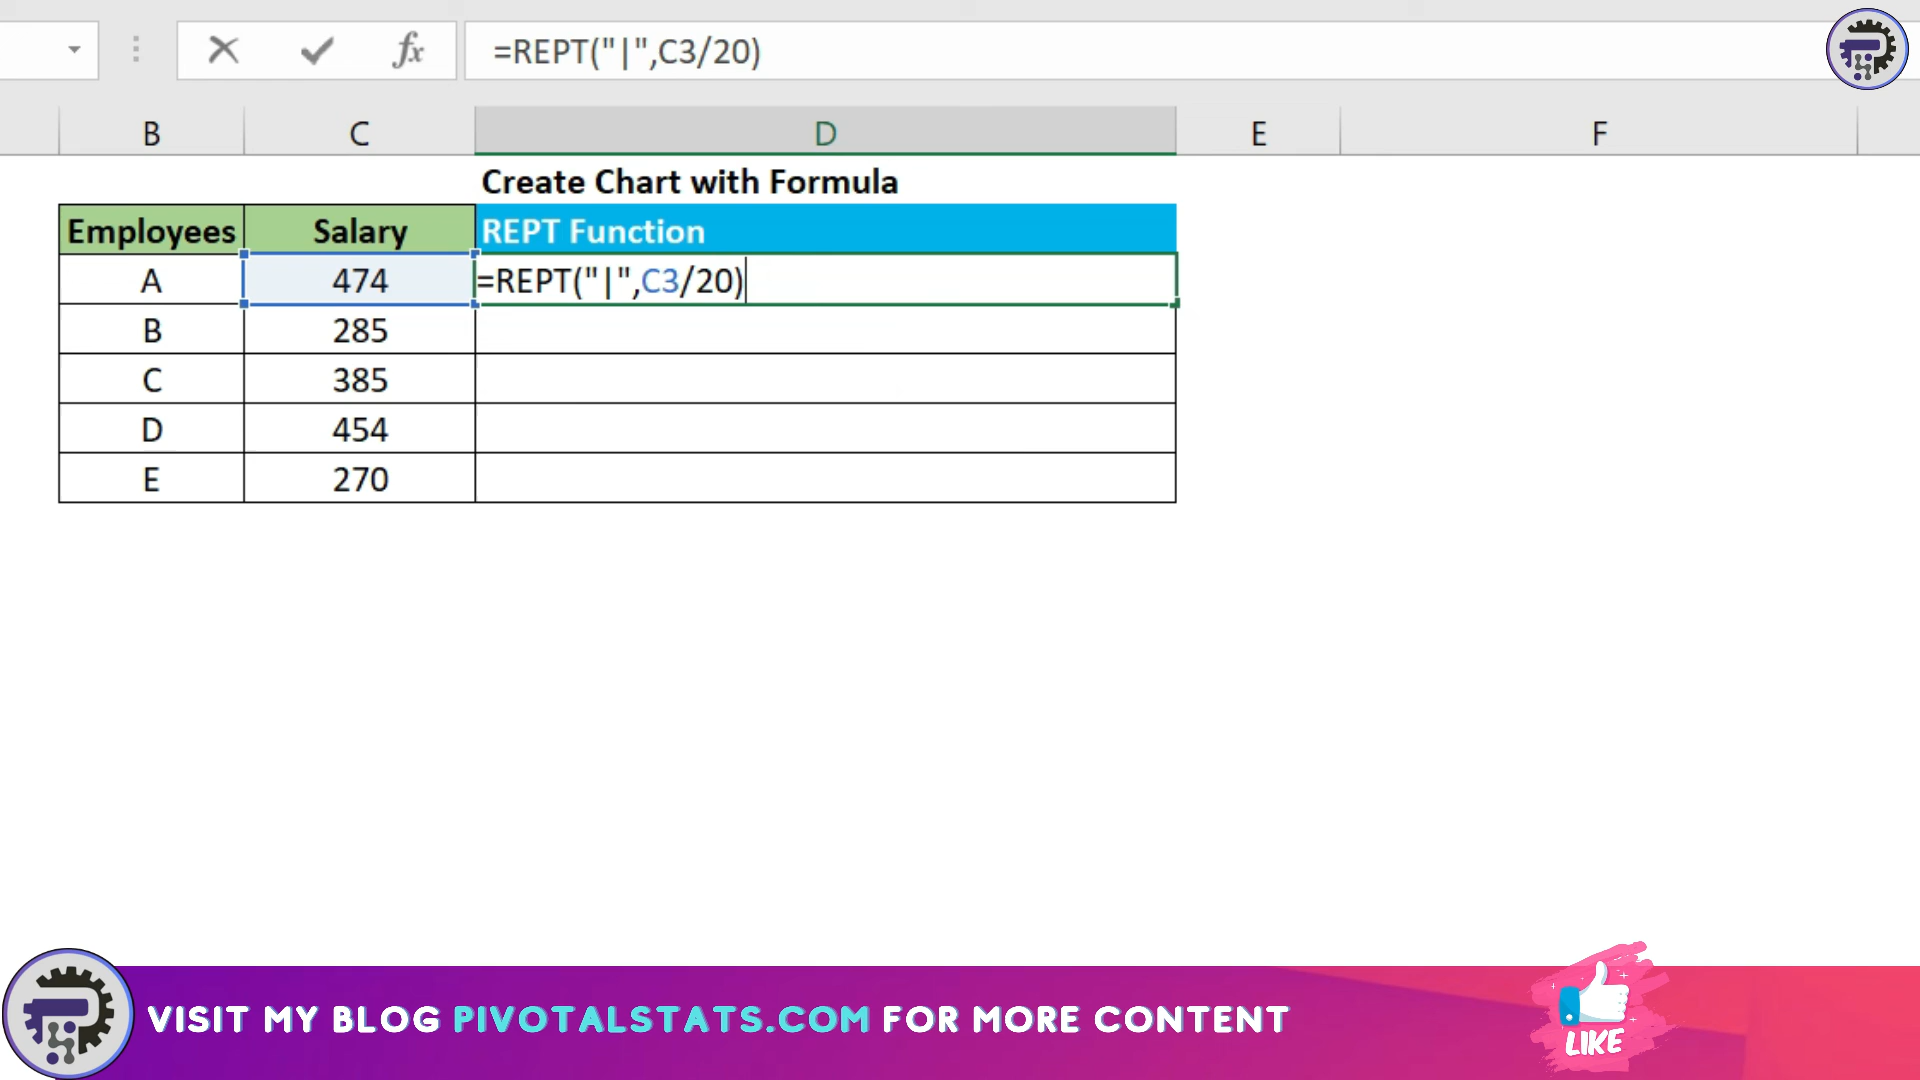 fx =REPT("|",C3/20)
B C D E F
Create Chart with Formula
Employees Salary REPT Function
A 474 =REPT("|",C3/20)
B 285
C 385
D 454
E 270
VISIT MY BLOG PIVOTALSTATS.COM FOR MORE CONTENT
LIKE